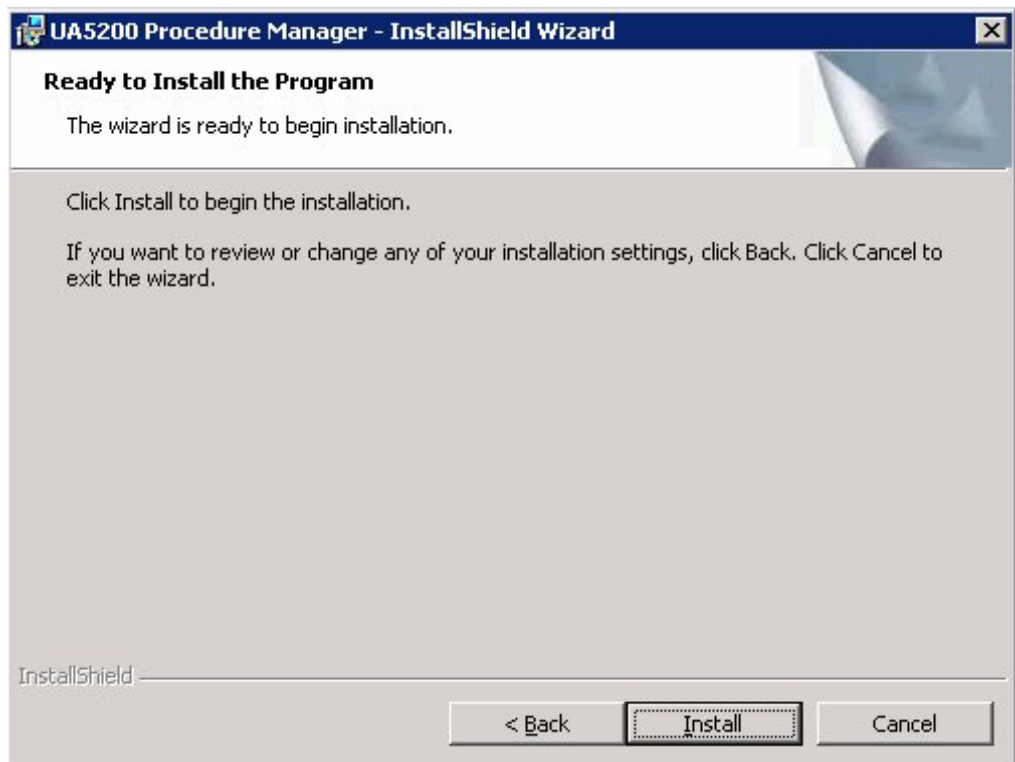 UA5200 Procedure Manager - InstallShield Wizard
Ready to Install the Program
The wizard is ready to begin installation.
Click Install to begin the installation.
If you want to review or change any of your installation settings, click Back. Click Cancel to
exit the wizard.
InstallShield
< Back Install Cancel